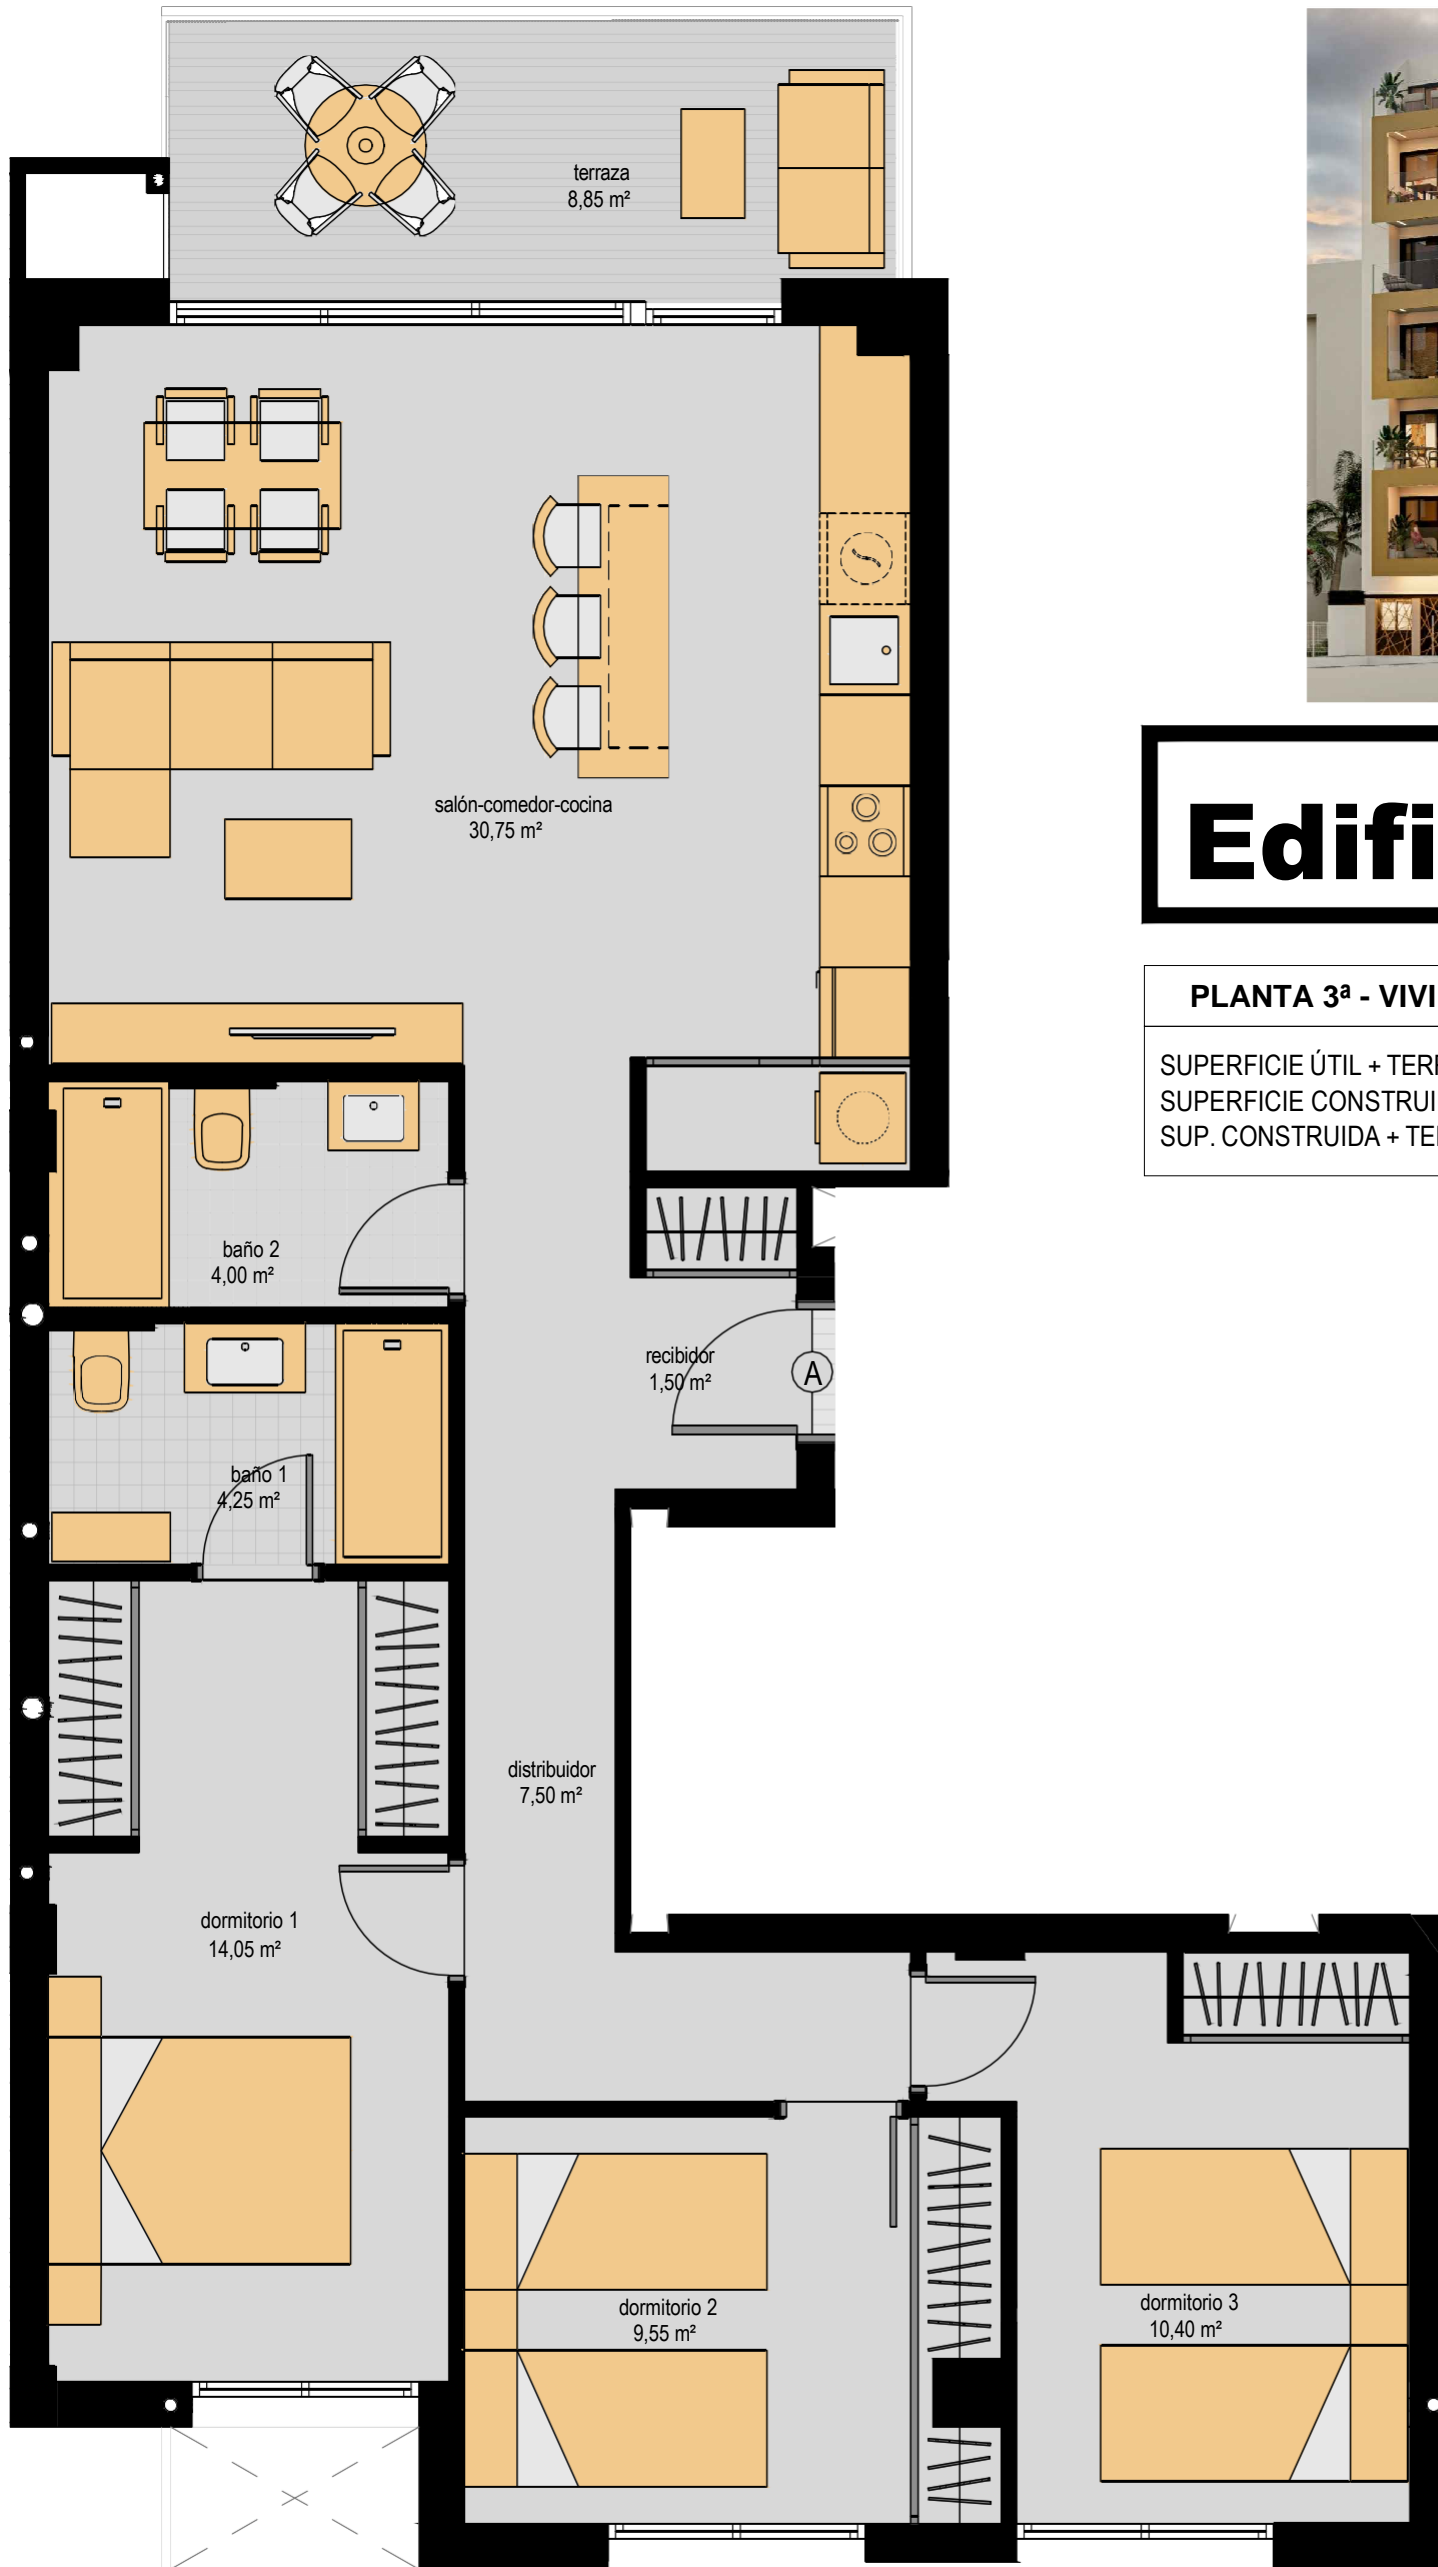 terraza
8,85 m²
salón-comedor-cocina
30,75 m²
Edifi
PLANTA 3ª - VIVI
SUPERFICIE ÚTIL + TER
SUPERFICIE CONSTRUI
SUP. CONSTRUIDA + TE
baño 2
4,00 m²
recibidor
1,50 m²
A
baño 1
4,25 m²
distribuidor
7,50 m²
dormitorio 1
14,05 m²
dormitorio 2
9,55 m²
dormitorio 3
10,40 m²